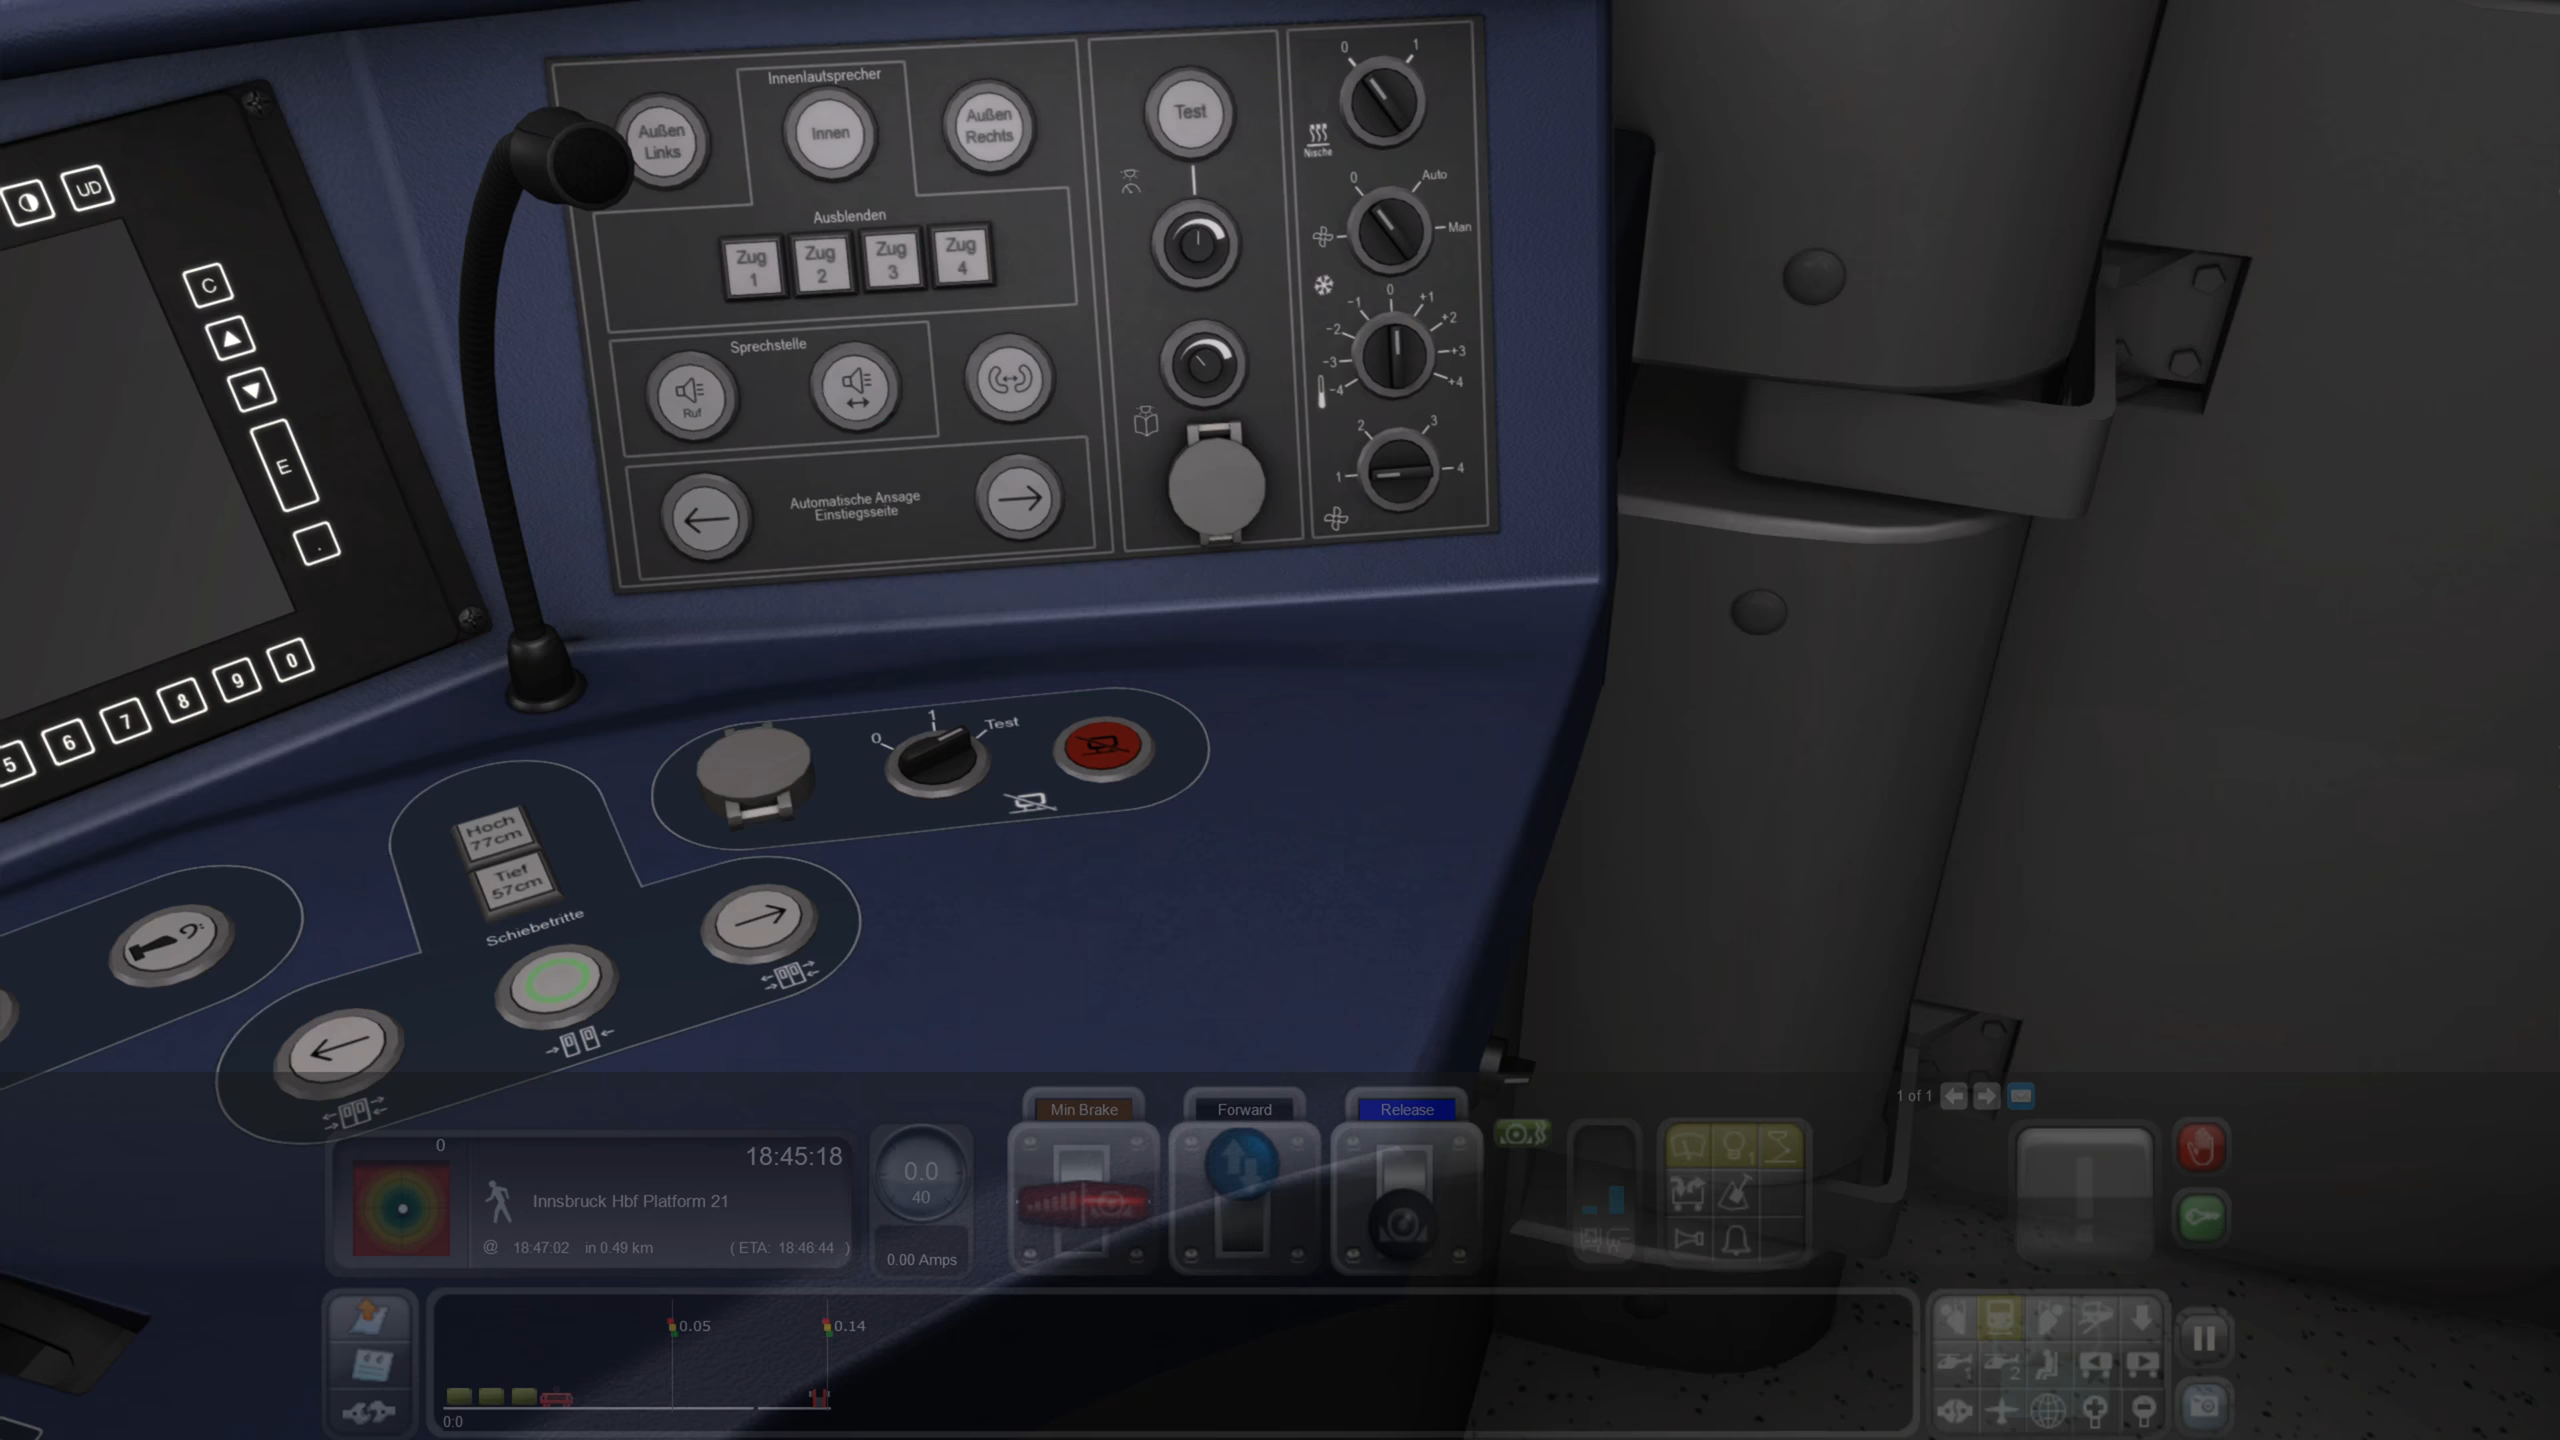 Innenlautsprecher
Außen
Links
Innen
Außen
Rechts
Test
0
1
Nische
UD
Ausblenden
Zug
1
Zug
2
Zug
3
Zug
4
0
Auto
Man
C
Sprechstelle
Ruf
-4
-3
-2
-1
0
+1
+2
+3
+4
E
Automatische Ansage
Einstiegsseite
1
2
3
4
.
5
6
7
8
9
0
0
1
Test
Hoch
77cm
Tief
57cm
Schiebetritte
Min Brake
Forward
Release
1 of 1
0
18:45:18
Innsbruck Hbf Platform 21
@ 18:47:02 in 0.49 km ( ETA: 18:46:44 )
0.0
40
0.00 Amps
1
0.05
0.14
0:0
1
2